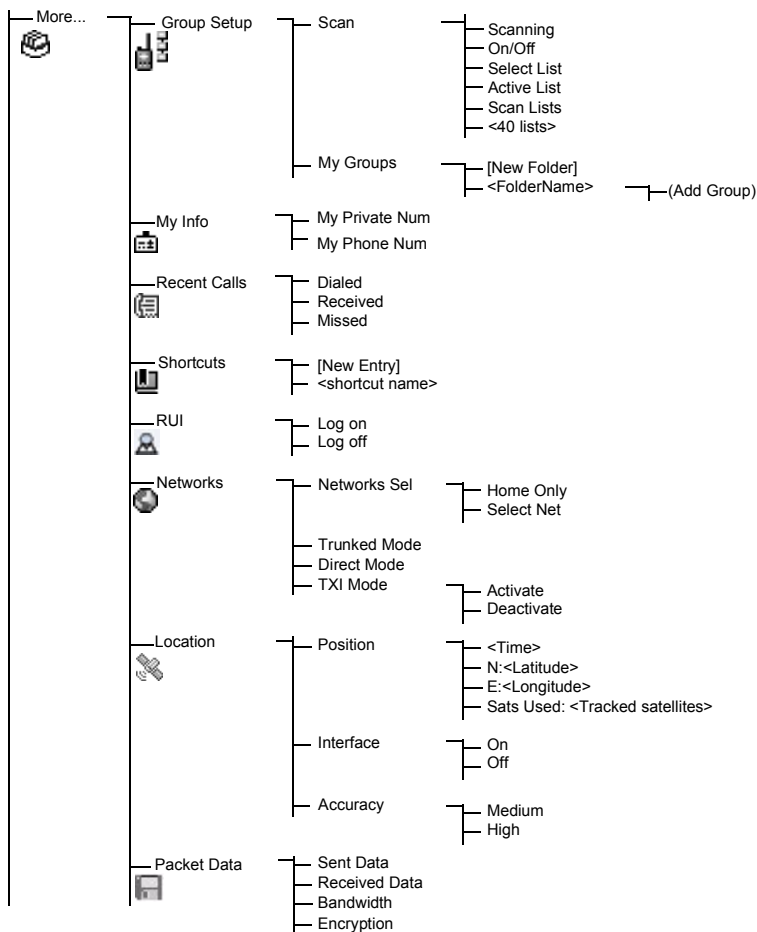 More...
Group Setup
Scan
Scanning
On/Off
Select List
Active List
Scan Lists
<40 lists>
My Groups
[New Folder]
<FolderName>
(Add Group)
My Info
My Private Num
My Phone Num
Recent Calls
Dialed
Received
Missed
Shortcuts
[New Entry]
<shortcut name>
RUI
Log on
Log off
Networks
Networks Sel
Home Only
Select Net
Trunked Mode
Direct Mode
TXI Mode
Activate
Deactivate
Location
Position
<Time>
N:<Latitude>
E:<Longitude>
Sats Used: <Tracked satellites>
Interface
On
Off
Accuracy
Medium
High
Packet Data
Sent Data
Received Data
Bandwidth
Encryption